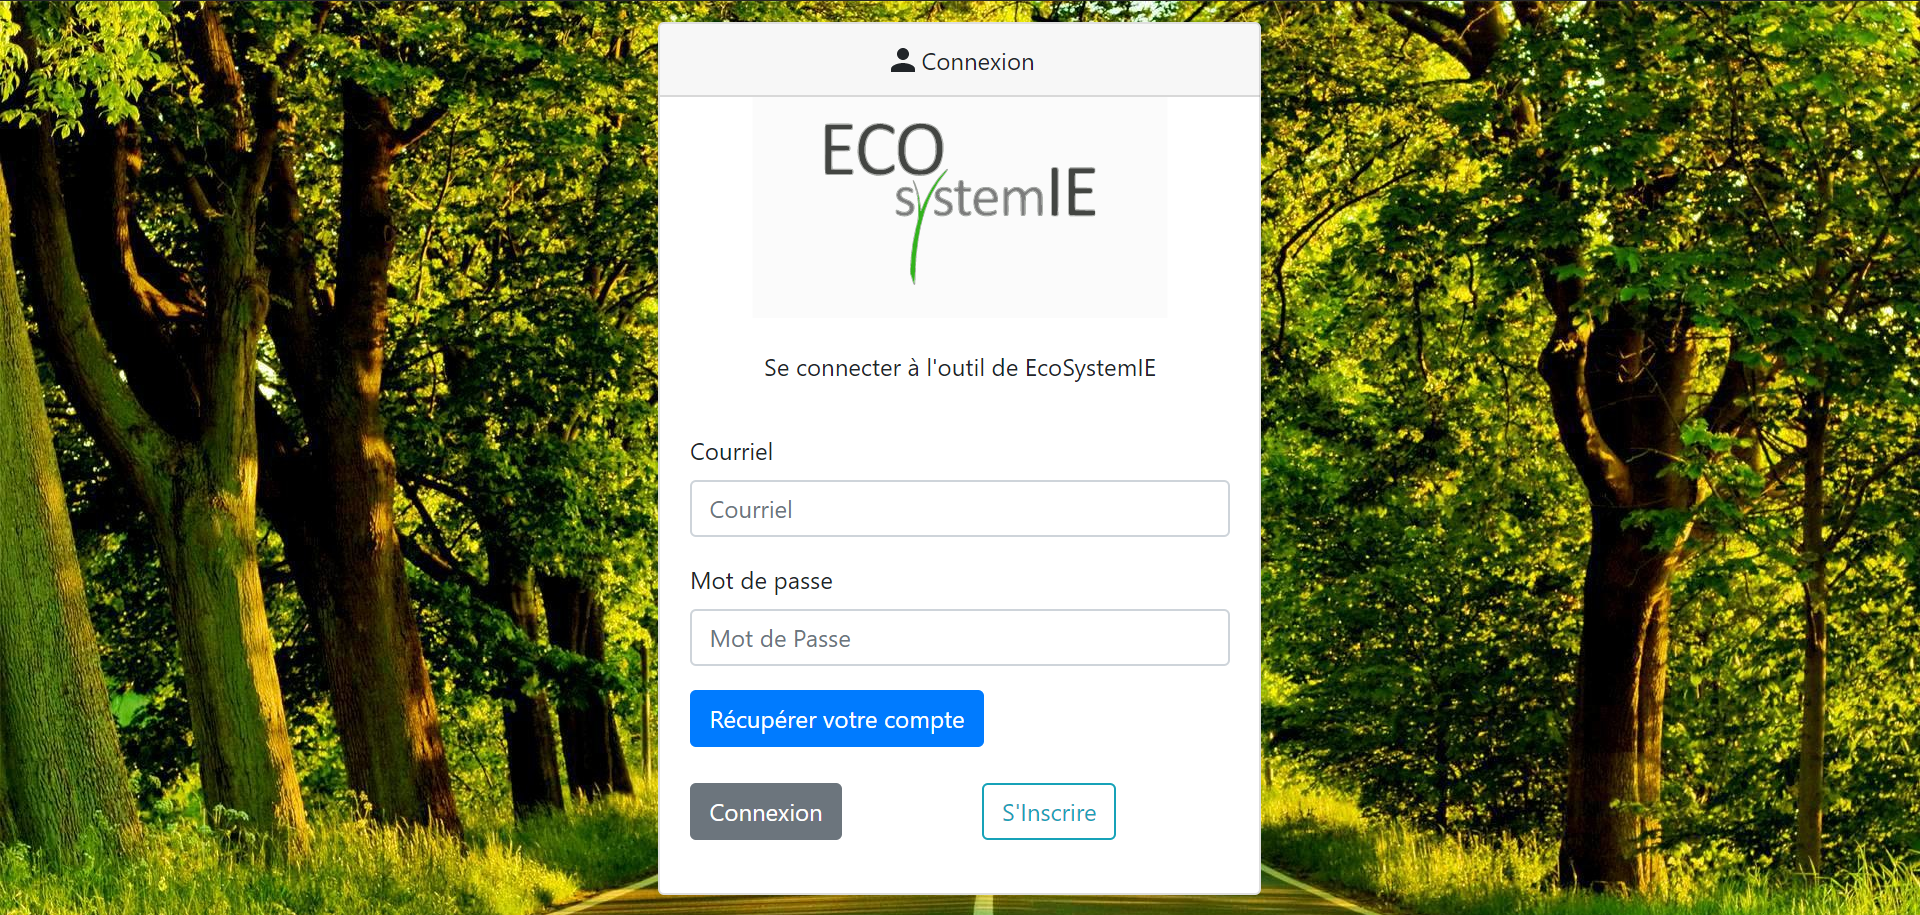 Connexion
ECO
systemIE
Se connecter à l'outil de EcoSystemIE
Courriel
Courriel
Mot de passe
Mot de Passe
Récupérer votre compte
Connexion
S'Inscrire